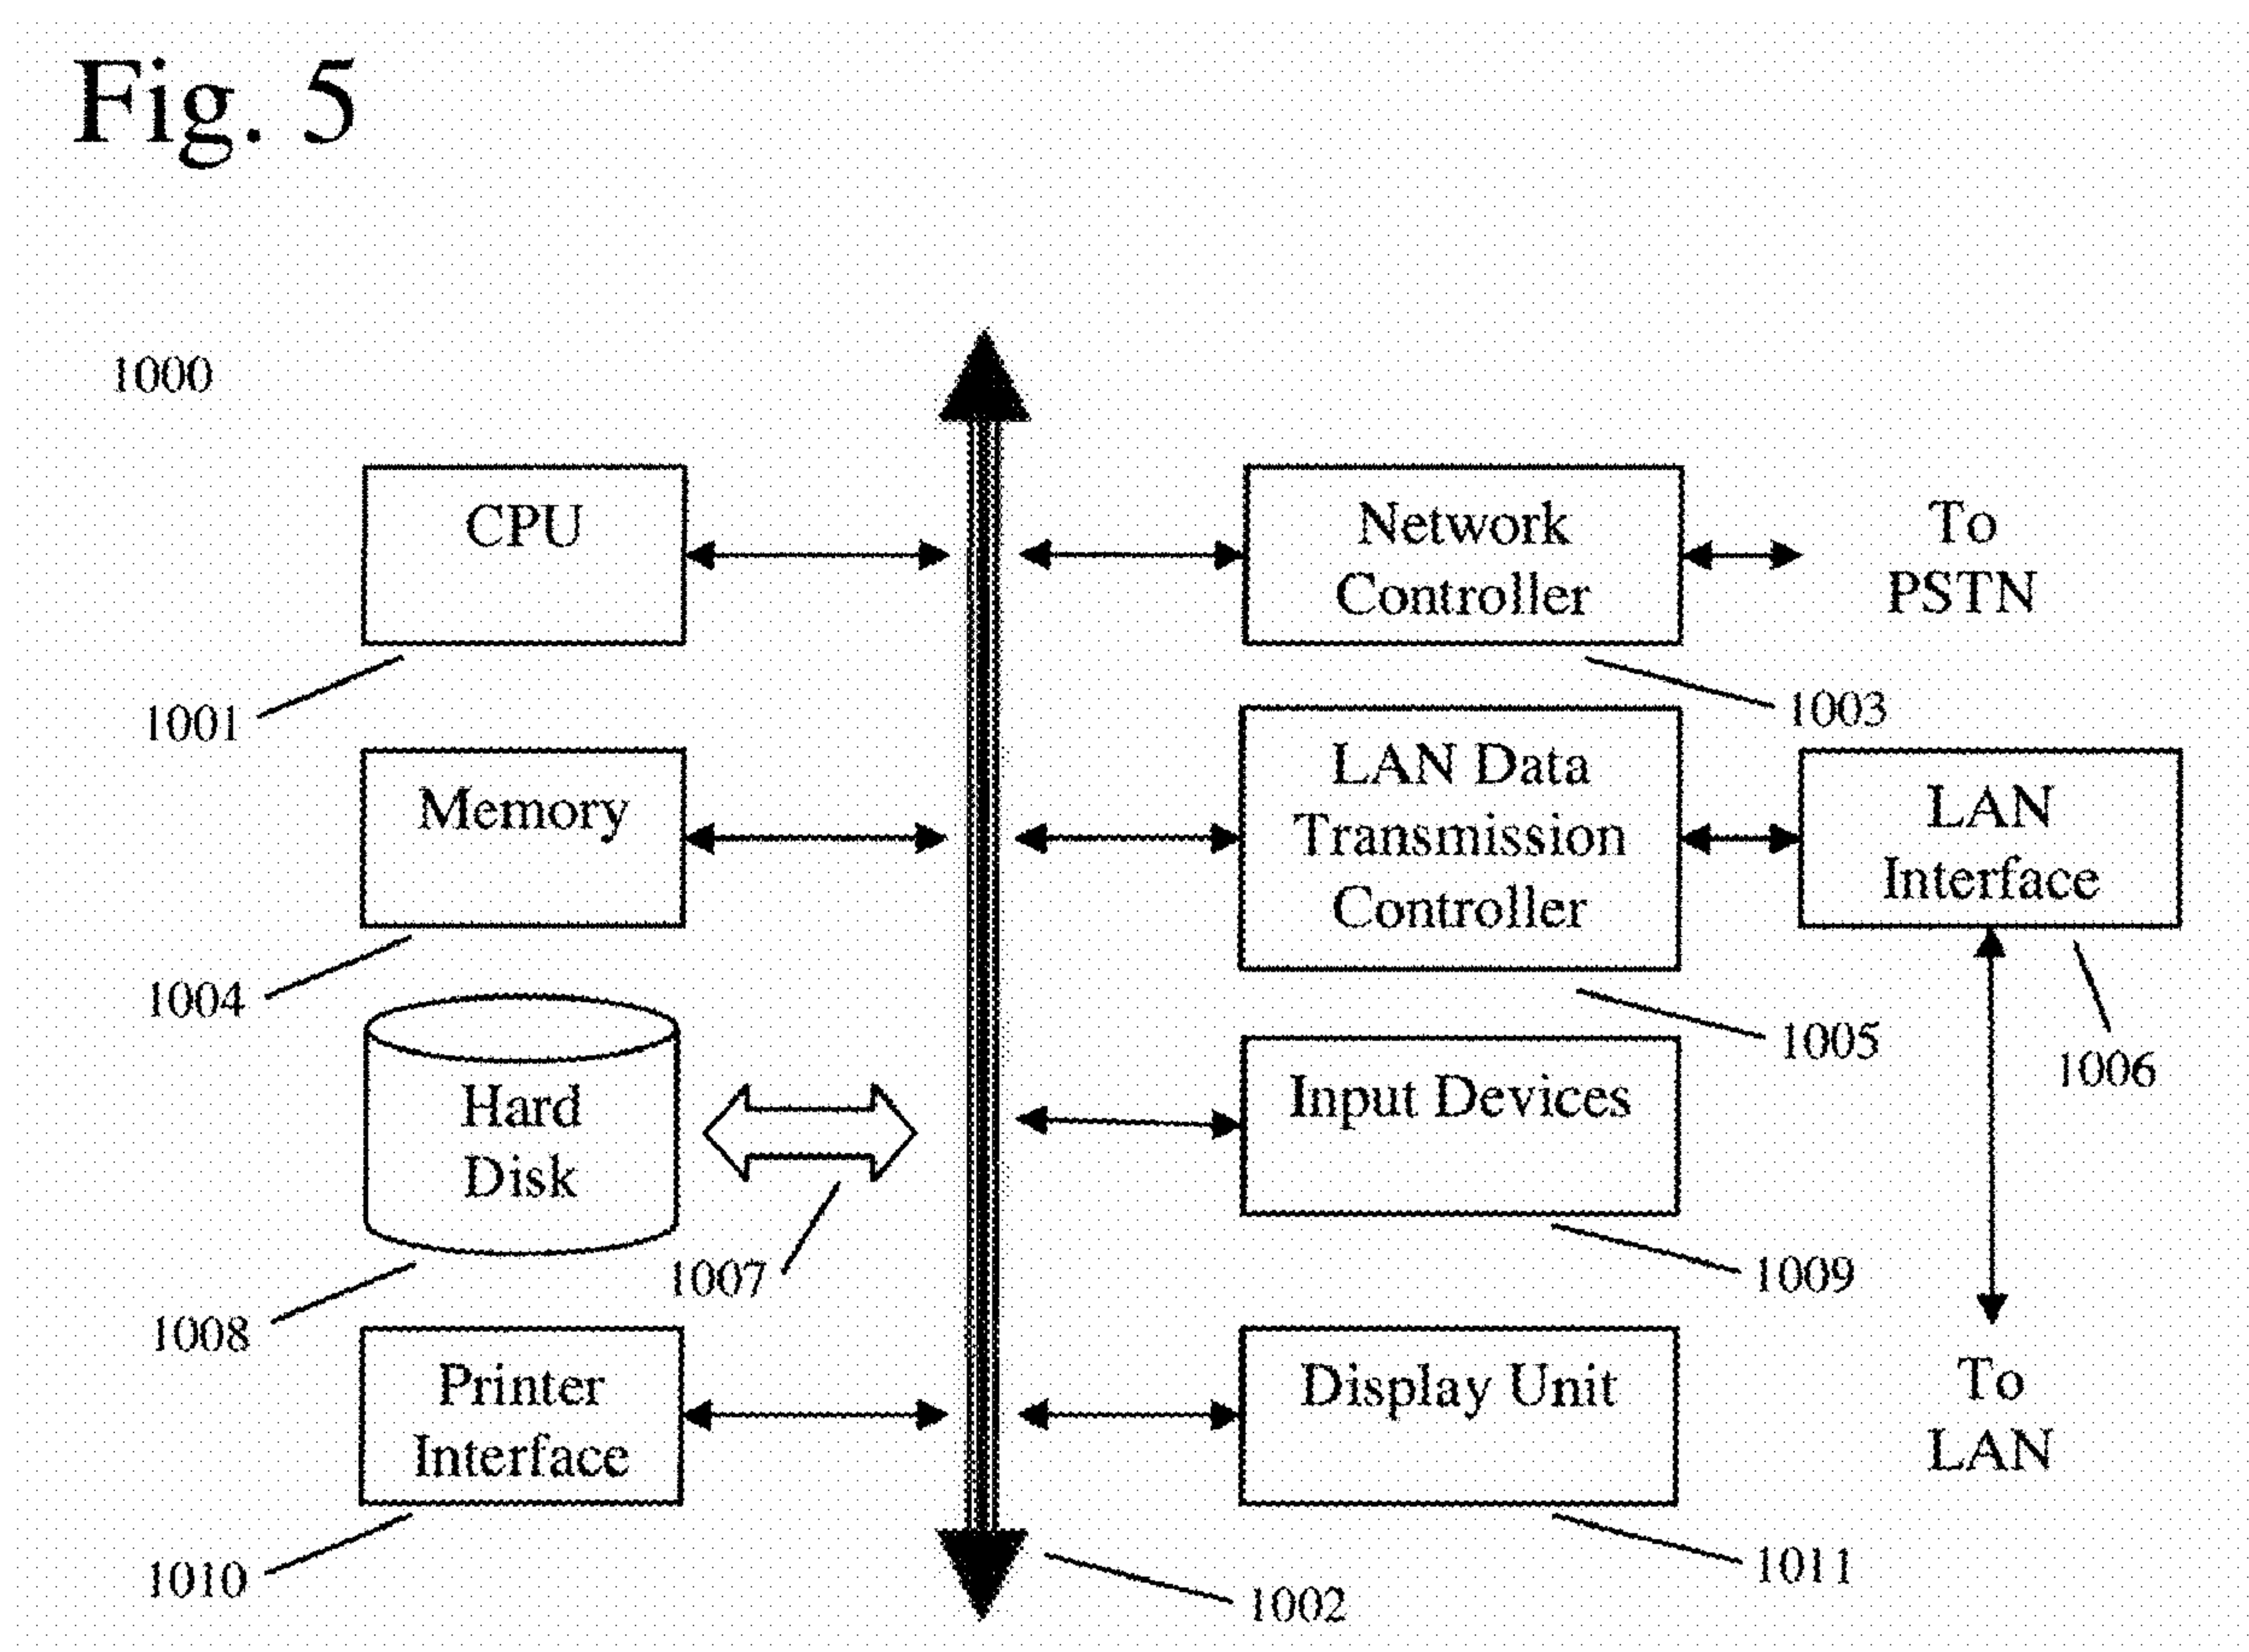 Fig. 5
1000
CPU
1001
Memory
1004
Hard
Disk
1007
1008
Printer
Interface
1010
1002
Network
Controller
1003
To
PSTN
LAN Data
Transmission
Controller
1005
LAN
Interface
1006
Input Devices
1009
Display Unit
1011
To
LAN